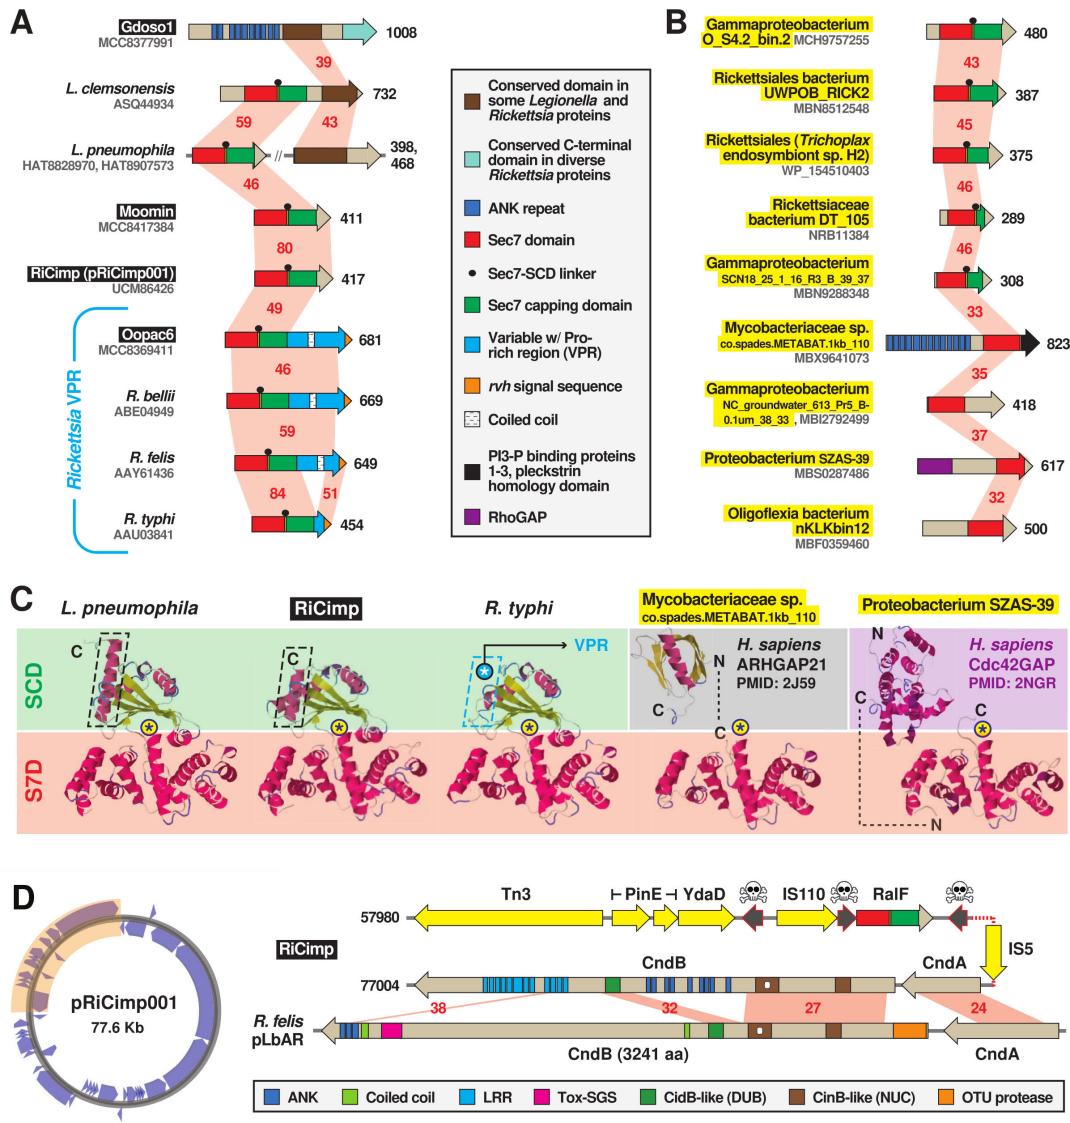 A
Gdoso1
MCC8377991
1008
39
L. clemsonensis
ASQ44934
732
59
43
L. pneumophila
HAT8828970, HAT8907573
//
398,
468
46
Moomin
MCC8417384
411
80
RiCimp (pRiCimp001)
UCM86426
417
49
Rickettsia VPR
Oopac6
MCC8369411
681
46
R. bellii
ABE04949
669
59
R. felis
AAY61436
649
84
51
R. typhi
AAU03841
454
Conserved domain in
some Legionella and
Rickettsia proteins
Conserved C-terminal
domain in diverse
Rickettsia proteins
ANK repeat
Sec7 domain
Sec7-SCD linker
Sec7 capping domain
Variable w/ Pro-
rich region (VPR)
rvh signal sequence
Coiled coil
PI3-P binding proteins
1-3, pleckstrin
homology domain
RhoGAP
B
Gammaproteobacterium
O_S4.2_bin.2 MCH9757255
480
43
Rickettsiales bacterium
UWPOB_RICK2
MBN8512548
387
45
Rickettsiales (Trichoplax
endosymbiont sp. H2)
WP_154510403
375
46
Rickettsiaceae
bacterium DT_105
NRB11384
289
46
Gammaproteobacterium
SCN18_25_1_16_R3_B_39_37
MBN9288348
308
33
Mycobacteriaceae sp.
co.spades.METABAT.1kb_110
MBX9641073
823
35
Gammaproteobacterium
NC_groundwater_613_Pr5_B-
0.1um_38_33 , MBI2792499
418
37
Proteobacterium SZAS-39
MBS0287486
617
32
Oligoflexia bacterium
nKLKbin12
MBF0359460
500
C
L. pneumophila
RiCimp
R. typhi
Mycobacteriaceae sp.
co.spades.METABAT.1kb_110
Proteobacterium SZAS-39
SCD
S7D
C
*
C
*
VPR
*
*
N
C
H. sapiens
ARHGAP21
PMID: 2J59
C
*
N
H. sapiens
Cdc42GAP
PMID: 2NGR
C
C
*
N
D
pRiCimp001
77.6 Kb
RiCimp
Tn3
PinE
YdaD
IS110
RalF
57980
IS5
CndB
CndA
77004
38
32
27
24
R. felis
pLbAR
CndB (3241 aa)
CndA
ANK
Coiled coil
LRR
Tox-SGS
CidB-like (DUB)
CinB-like (NUC)
OTU protease